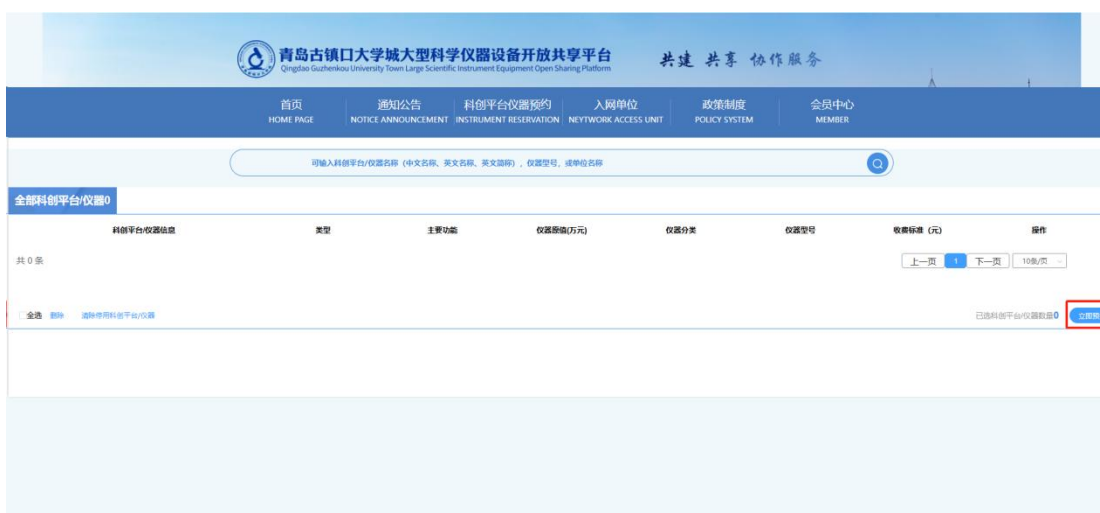 青岛古镇口大学城大型科学仪器设备开放共享平台
Qingdao Guzhenkou University Town Large Scientific Instrument Equipment Open Sharing Platform
共建 共享 协作服务
首页 通知公告 科创平台仪器预约 入网单位 政策制度 会员中心
HOME PAGE NOTICE ANNOUNCEMENT INSTRUMENT RESERVATION NEYTWORK ACCESS UNIT POLICY SYSTEM MEMBER
可输入科创平台/仪器名称（中文名称、英文名称、英文简称）, 仪器型号, 或单位名称
全部科创平台/仪器0
科创平台/仪器信息 类型 主要功能 仪器原值(万元) 仪器分类 仪器型号 收费标准（元） 操作
共 0 条 上一页 1 下一页 10条/页
全选 删除 清除停用科创平台/仪器 已选科创平台/仪器数量0 立即预